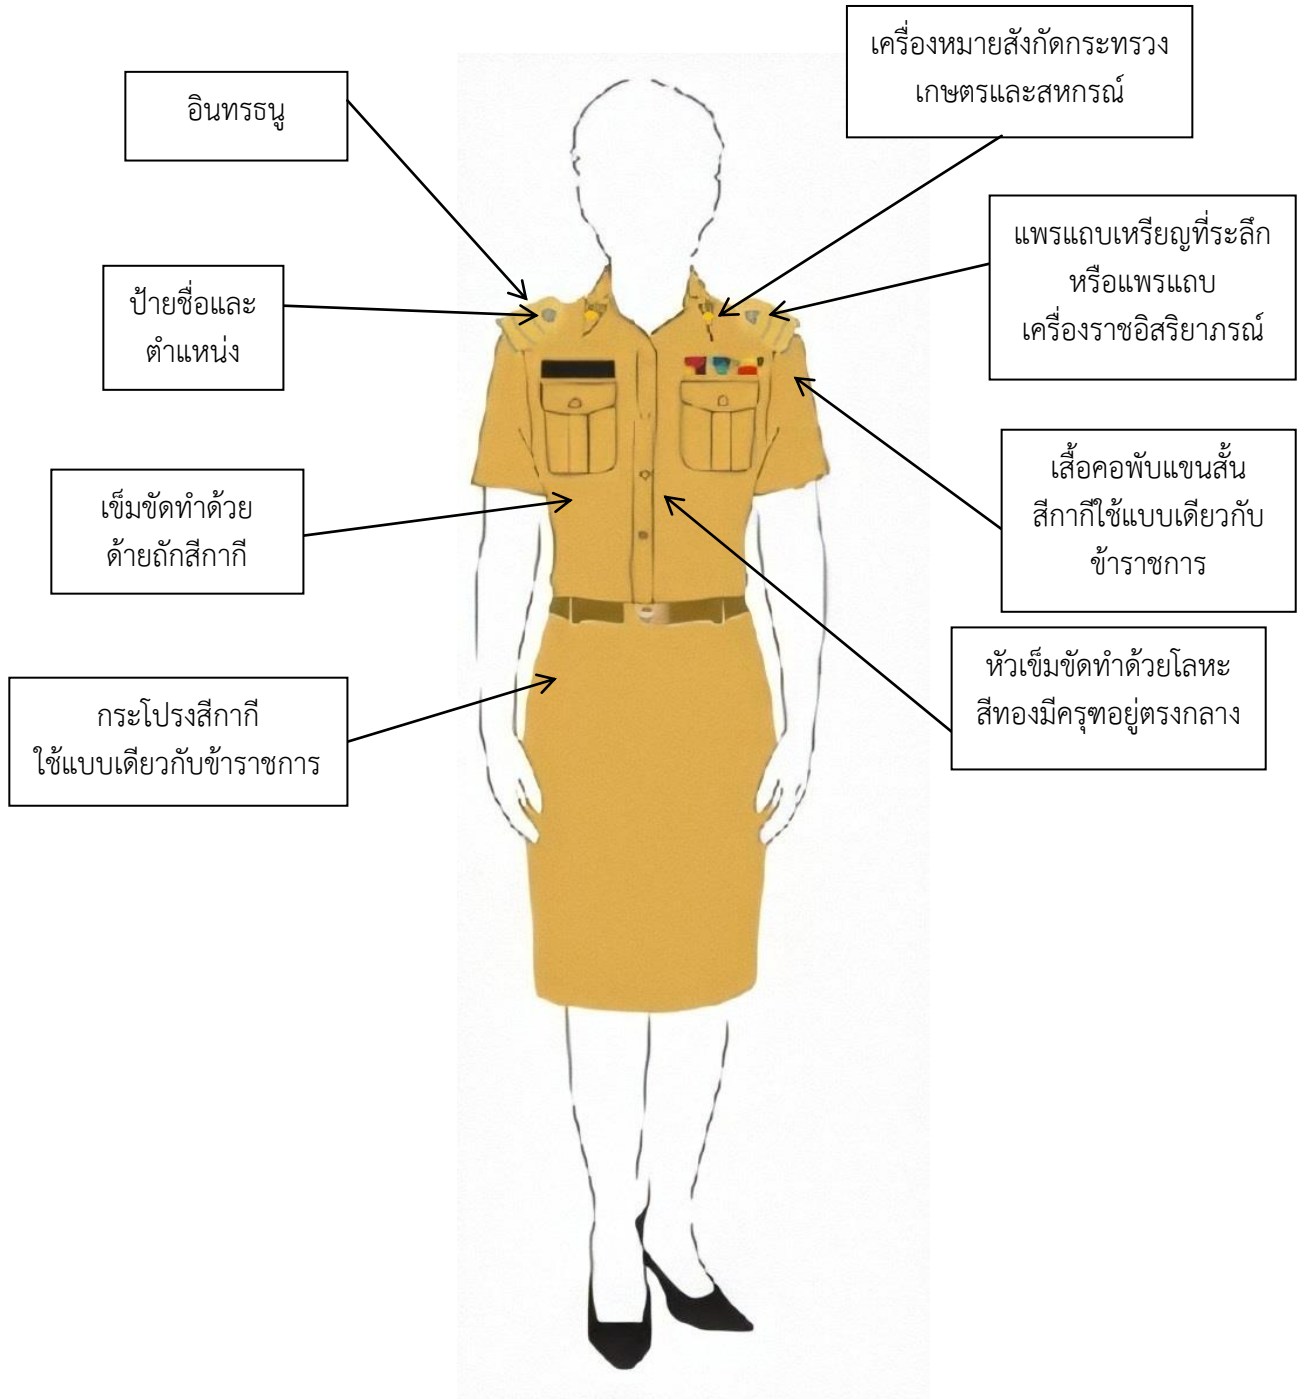 เครื่องหมายสังกัดกระทรวง
เกษตรและสหกรณ์
อินทรธนู
แพรแถบเหรียญที่ระลึก
หรือแพรแถบ
เครื่องราชอิสริยาภรณ์
ป้ายชื่อและ
ตำแหน่ง
เสื้อคอพับแขนสั้น
สีกากีใช้แบบเดียวกับ
ข้าราชการ
เข็มขัดทำด้วย
ด้ายถักสีกากี
หัวเข็มขัดทำด้วยโลหะ
สีทองมีครุฑอยู่ตรงกลาง
กระโปรงสีกากี
ใช้แบบเดียวกับข้าราชการ